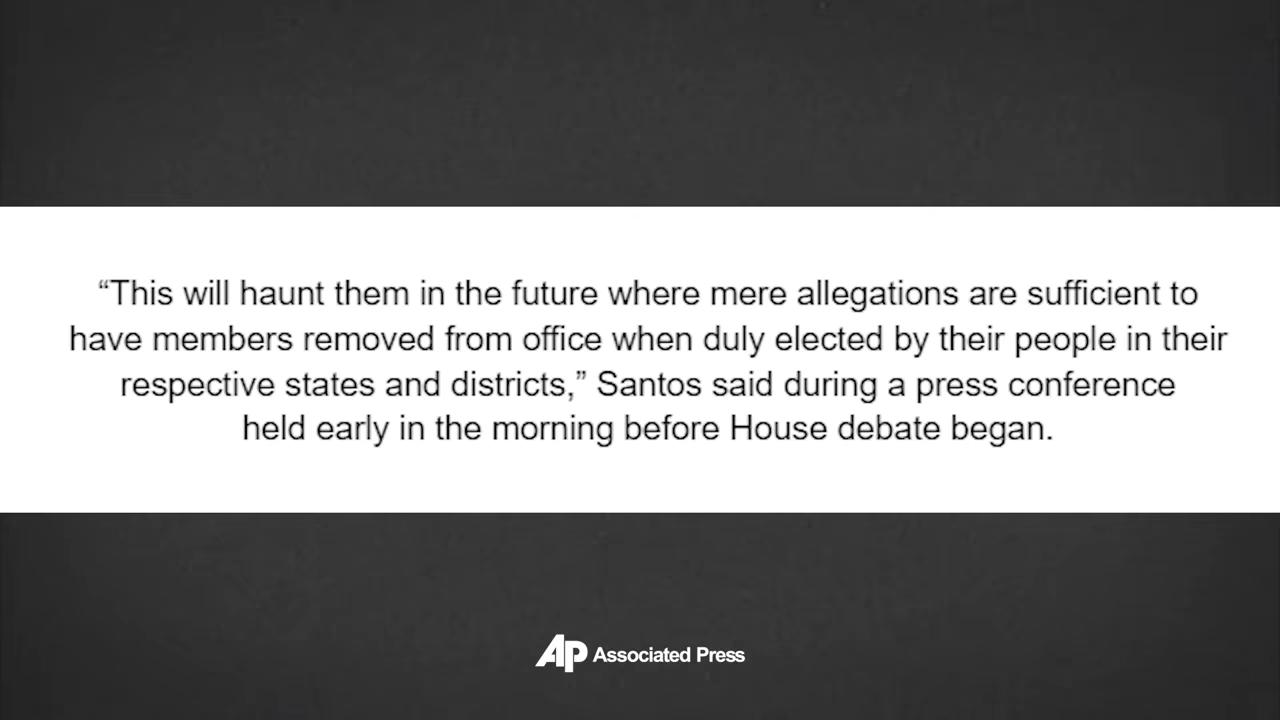 “This will haunt them in the future where mere allegations are sufficient to
have members removed from office when duly elected by their people in their
respective states and districts,” Santos said during a press conference
held early in the morning before House debate began.
AP Associated Press